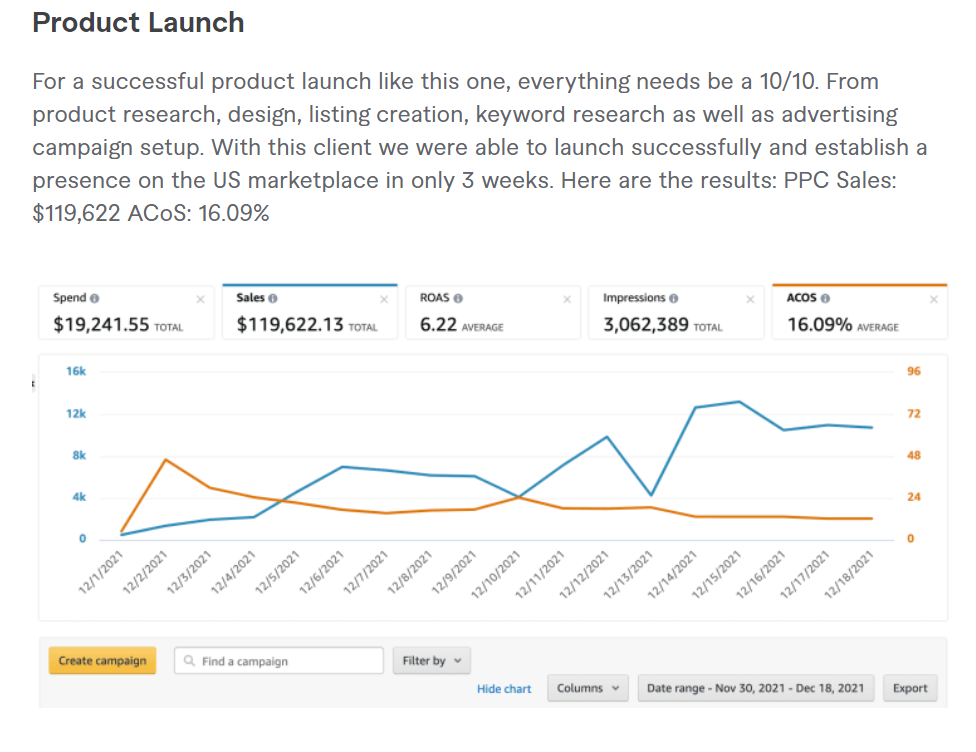 Product Launch
For a successful product launch like this one, everything needs be a 10/10. From
product research, design, listing creation, keyword research as well as advertising
campaign setup. With this client we were able to launch successfully and establish a
presence on the US marketplace in only 3 weeks. Here are the results: PPC Sales:
$119,622 ACoS: 16.09%
Spend
$19,241.55 TOTAL
Sales
$119,622.13 TOTAL
ROAS
6.22 AVERAGE
Impressions
3,062,389 TOTAL
ACOS
16.09% AVERAGE
16k 96
12k 72
8k 48
4k 24
0 0
12/1/2021 12/2/2021 12/3/2021 12/4/2021 12/5/2021 12/6/2021 12/7/2021 12/8/2021 12/9/2021 12/10/2021 12/11/2021 12/12/2021 12/13/2021 12/14/2021 12/15/2021 12/16/2021 12/17/2021 12/18/2021
Create campaign Find a campaign Filter by
Hide chart Columns Date range - Nov 30, 2021 - Dec 18, 2021 Export